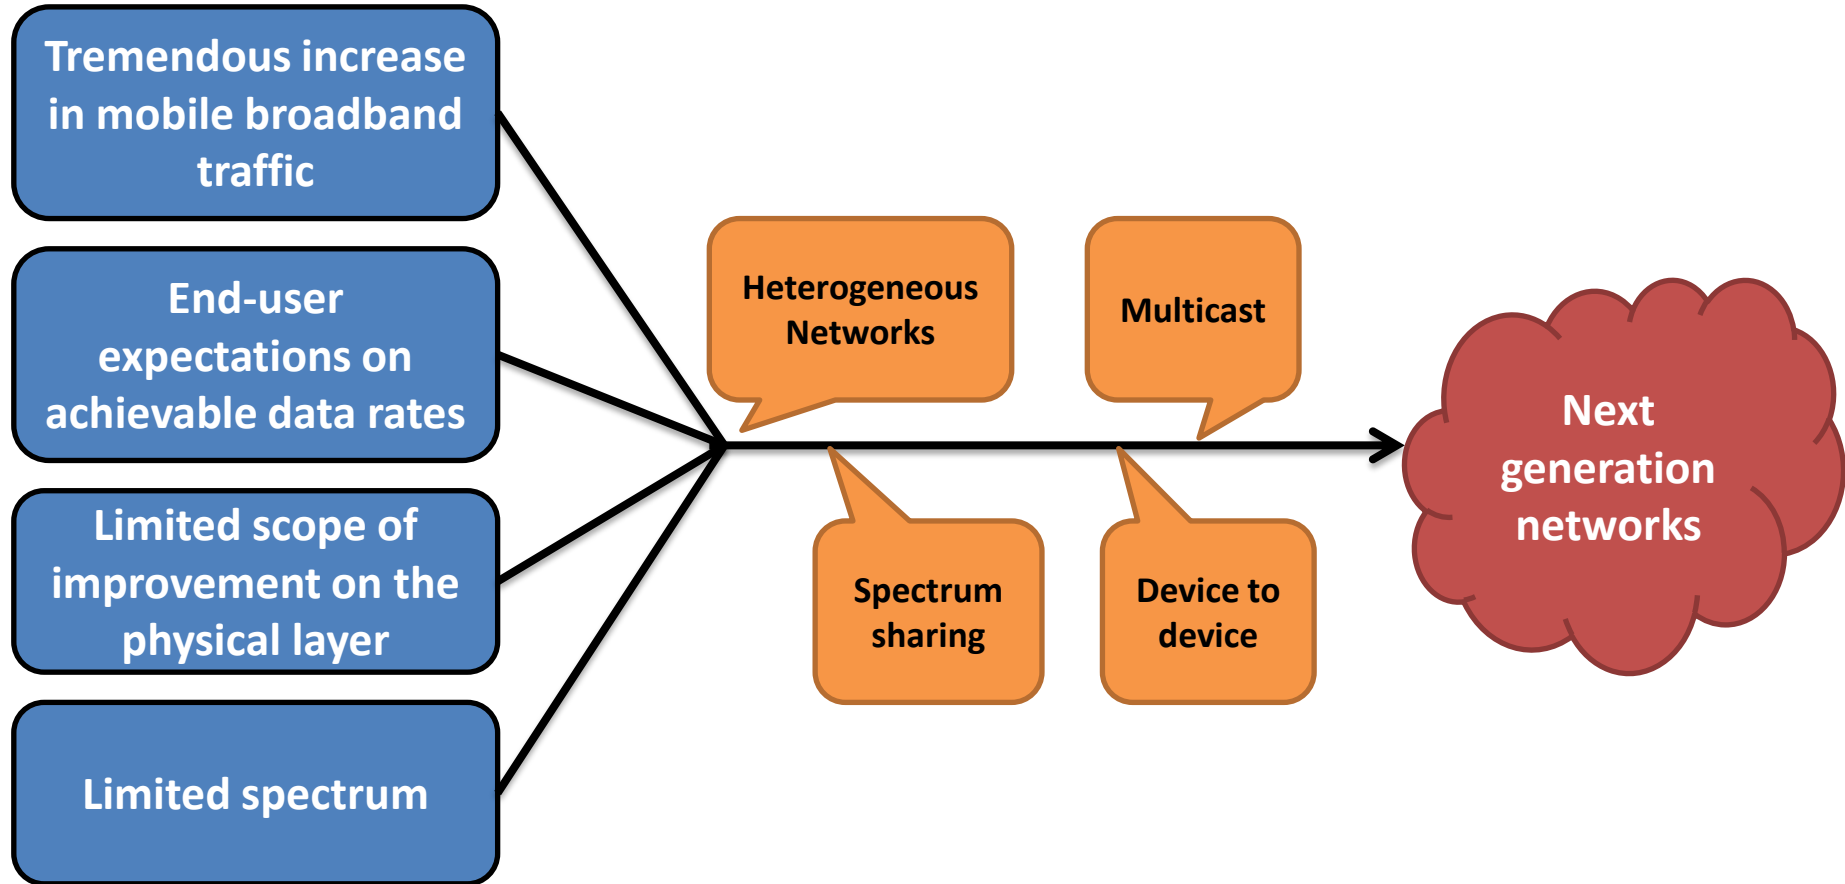 Tremendous increase
in mobile broadband
traffic
End-user
expectations on
achievable data rates
Limited scope of
improvement on the
physical layer
Limited spectrum
Heterogeneous
Networks
Multicast
Spectrum
sharing
Device to
device
Next
generation
networks